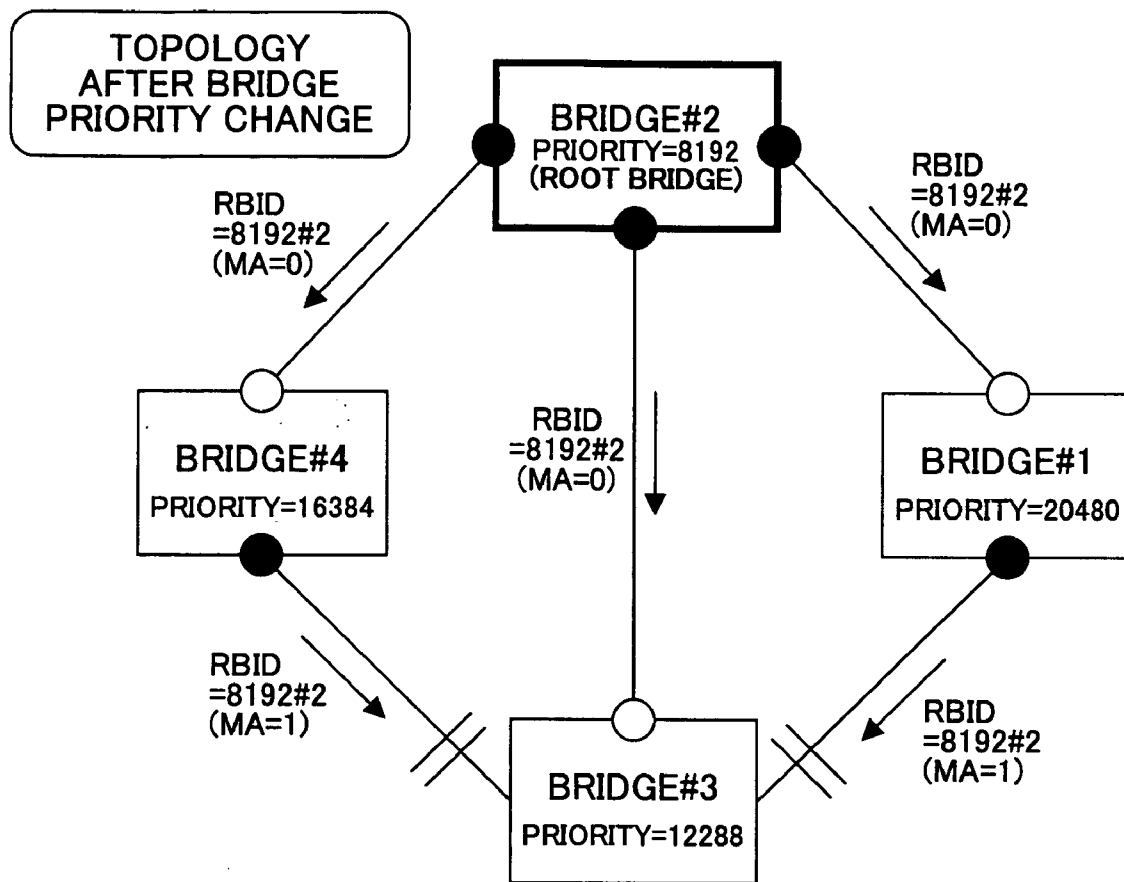 TOPOLOGY
AFTER BRIDGE
PRIORITY CHANGE
BRIDGE#2
PRIORITY=8192
(ROOT BRIDGE)
RBID
=8192#2
(MA=0)
RBID
=8192#2
(MA=0)
RBID
=8192#2
(MA=0)
BRIDGE#4
PRIORITY=16384
BRIDGE#1
PRIORITY=20480
RBID
=8192#2
(MA=1)
RBID
=8192#2
(MA=1)
BRIDGE#3
PRIORITY=12288